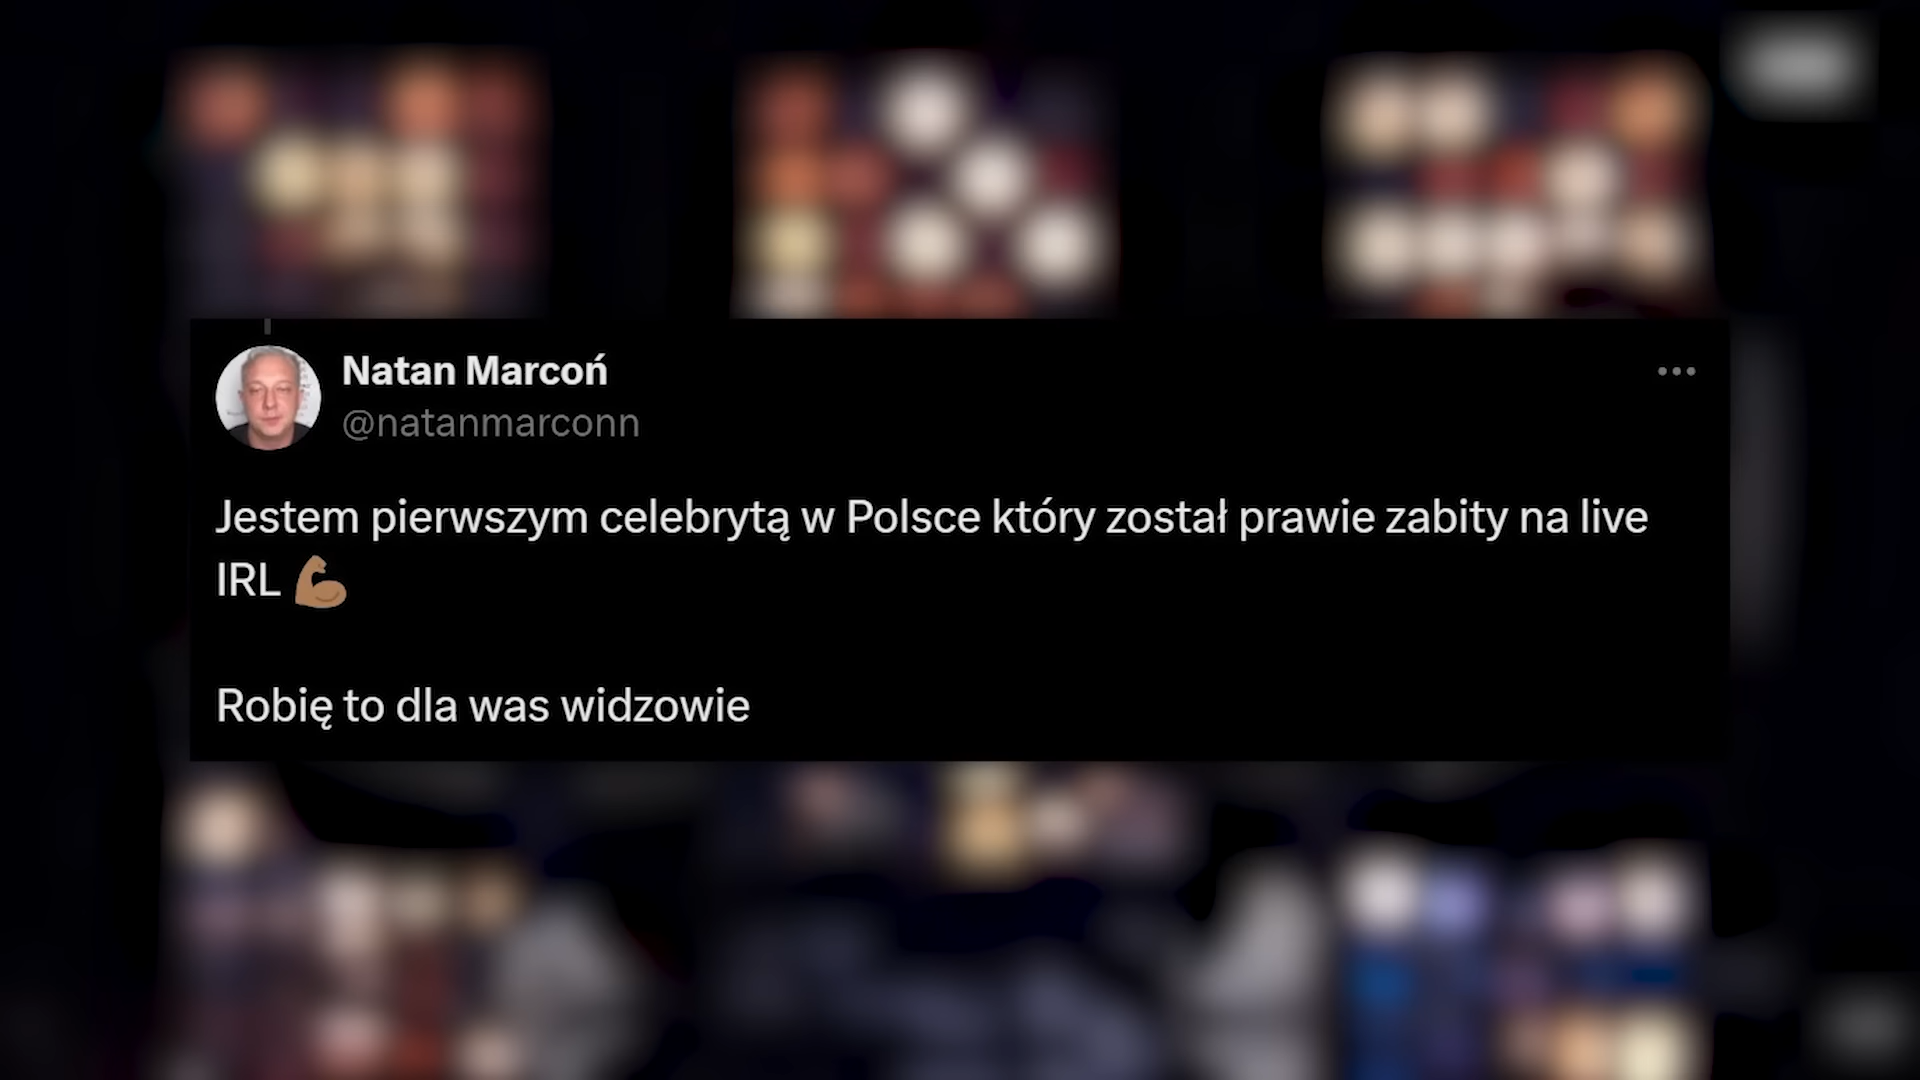 Natan Marcoń
@natanmarconn
Jestem pierwszym celebrytą w Polsce który został prawie zabity na live
IRL 💪🏽
Robię to dla was widzowie